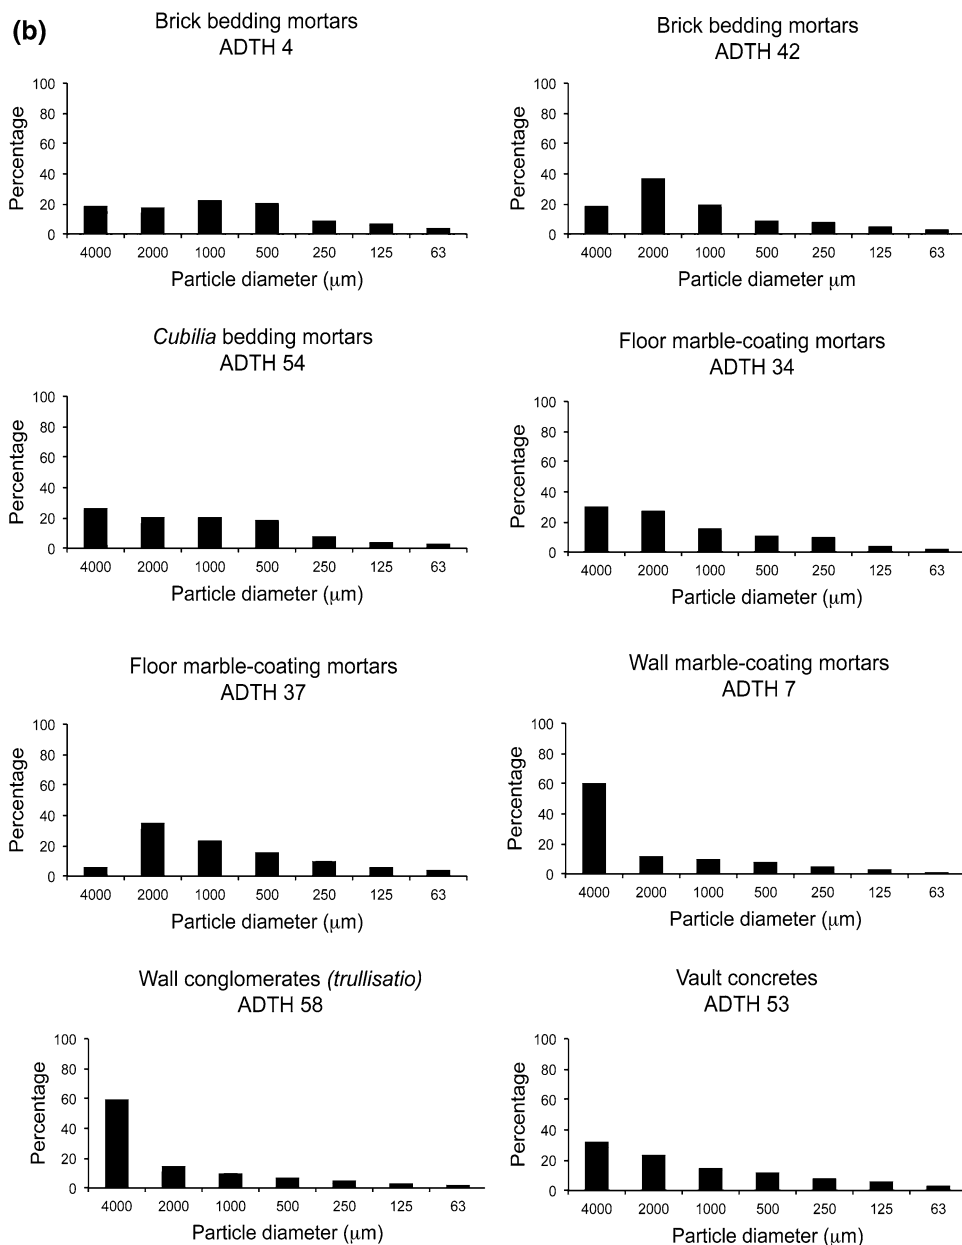 (b)
Brick bedding mortars
ADTH 4
100
80
60
40
20
0
Percentage
4000 2000 1000 500 250 125 63
Particle diameter (μm)
Brick bedding mortars
ADTH 42
100
80
60
40
20
0
Percentage
4000 2000 1000 500 250 125 63
Particle diameter μm
Cubilia bedding mortars
ADTH 54
100
80
60
40
20
0
Percentage
4000 2000 1000 500 250 125 63
Particle diameter (μm)
Floor marble-coating mortars
ADTH 34
100
80
60
40
20
0
Percentage
4000 2000 1000 500 250 125 63
Particle diameter (μm)
Floor marble-coating mortars
ADTH 37
100
80
60
40
20
0
Percentage
4000 2000 1000 500 250 125 63
Particle diameter (μm)
Wall marble-coating mortars
ADTH 7
100
80
60
40
20
0
Percentage
4000 2000 1000 500 250 125 63
Particle diameter (μm)
Wall conglomerates (trullisatio)
ADTH 58
100
80
60
40
20
0
Percentage
4000 2000 1000 500 250 125 63
Particle diameter (μm)
Vault concretes
ADTH 53
100
80
60
40
20
0
Percentage
4000 2000 1000 500 250 125 63
Particle diameter (μm)